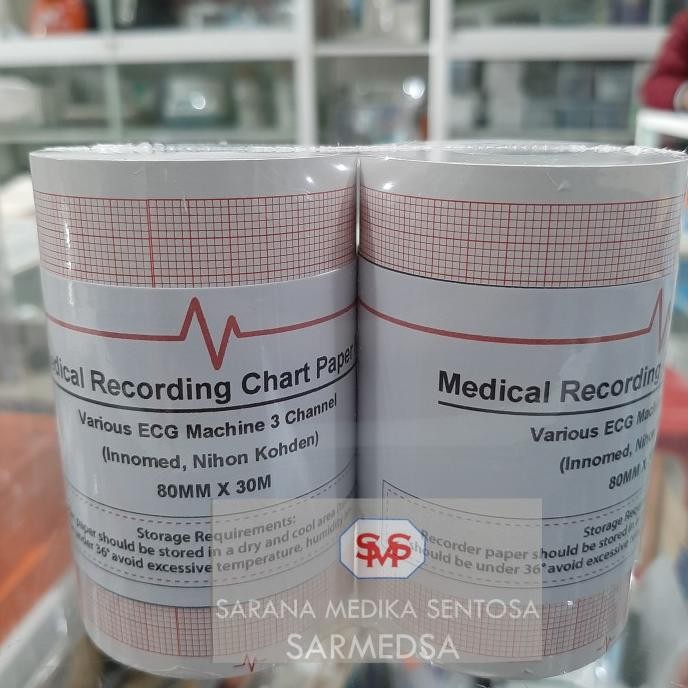 Medical Recording Chart Paper
Various ECG Machine 3 Channel
(Innomed, Nihon Kohden)
80MM X 30M
Storage Requirements:
paper should be stored in a dry and cool area
under 36° avoid excessive temperature, humidity
Medical Recording
Various ECG
(Innomed,
80MM X
Storage
Recorder paper should be stored in
should be under 36° avoid excessive
SMS
SARANA MEDIKA SENTOSA
SARMEDSA